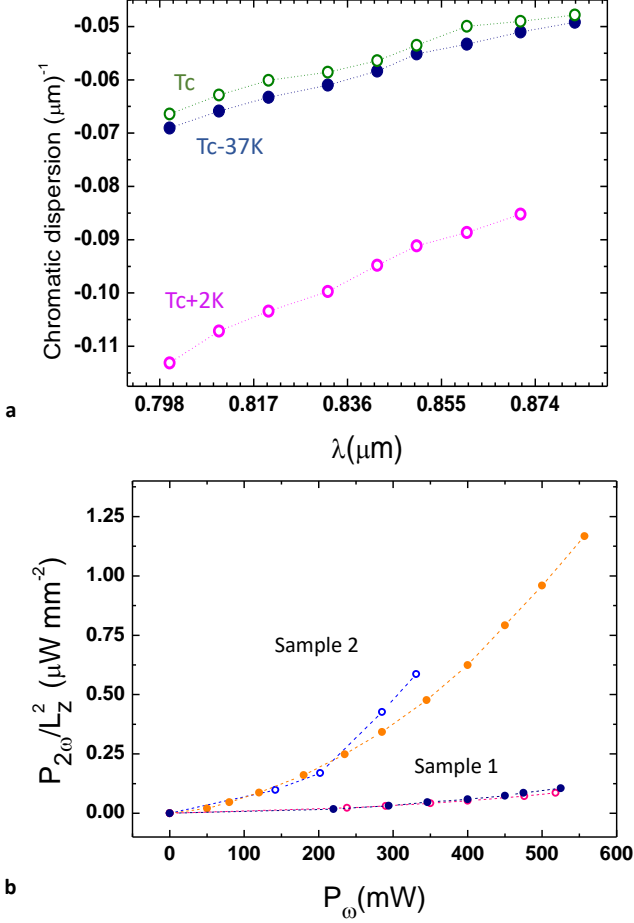 -0.05
-0.06
-0.07
-0.08
-0.09
-0.10
-0.11
Chromatic dispersion (μm)⁻¹
Tc
Tc-37K
Tc+2K
0.798 0.817 0.836 0.855 0.874
λ(μm)
a
1.25
1.00
0.75
0.50
0.25
0.00
P₂ω/L_z² (μW mm⁻²)
Sample 2
Sample 1
0 100 200 300 400 500 600
P_ω(mW)
b